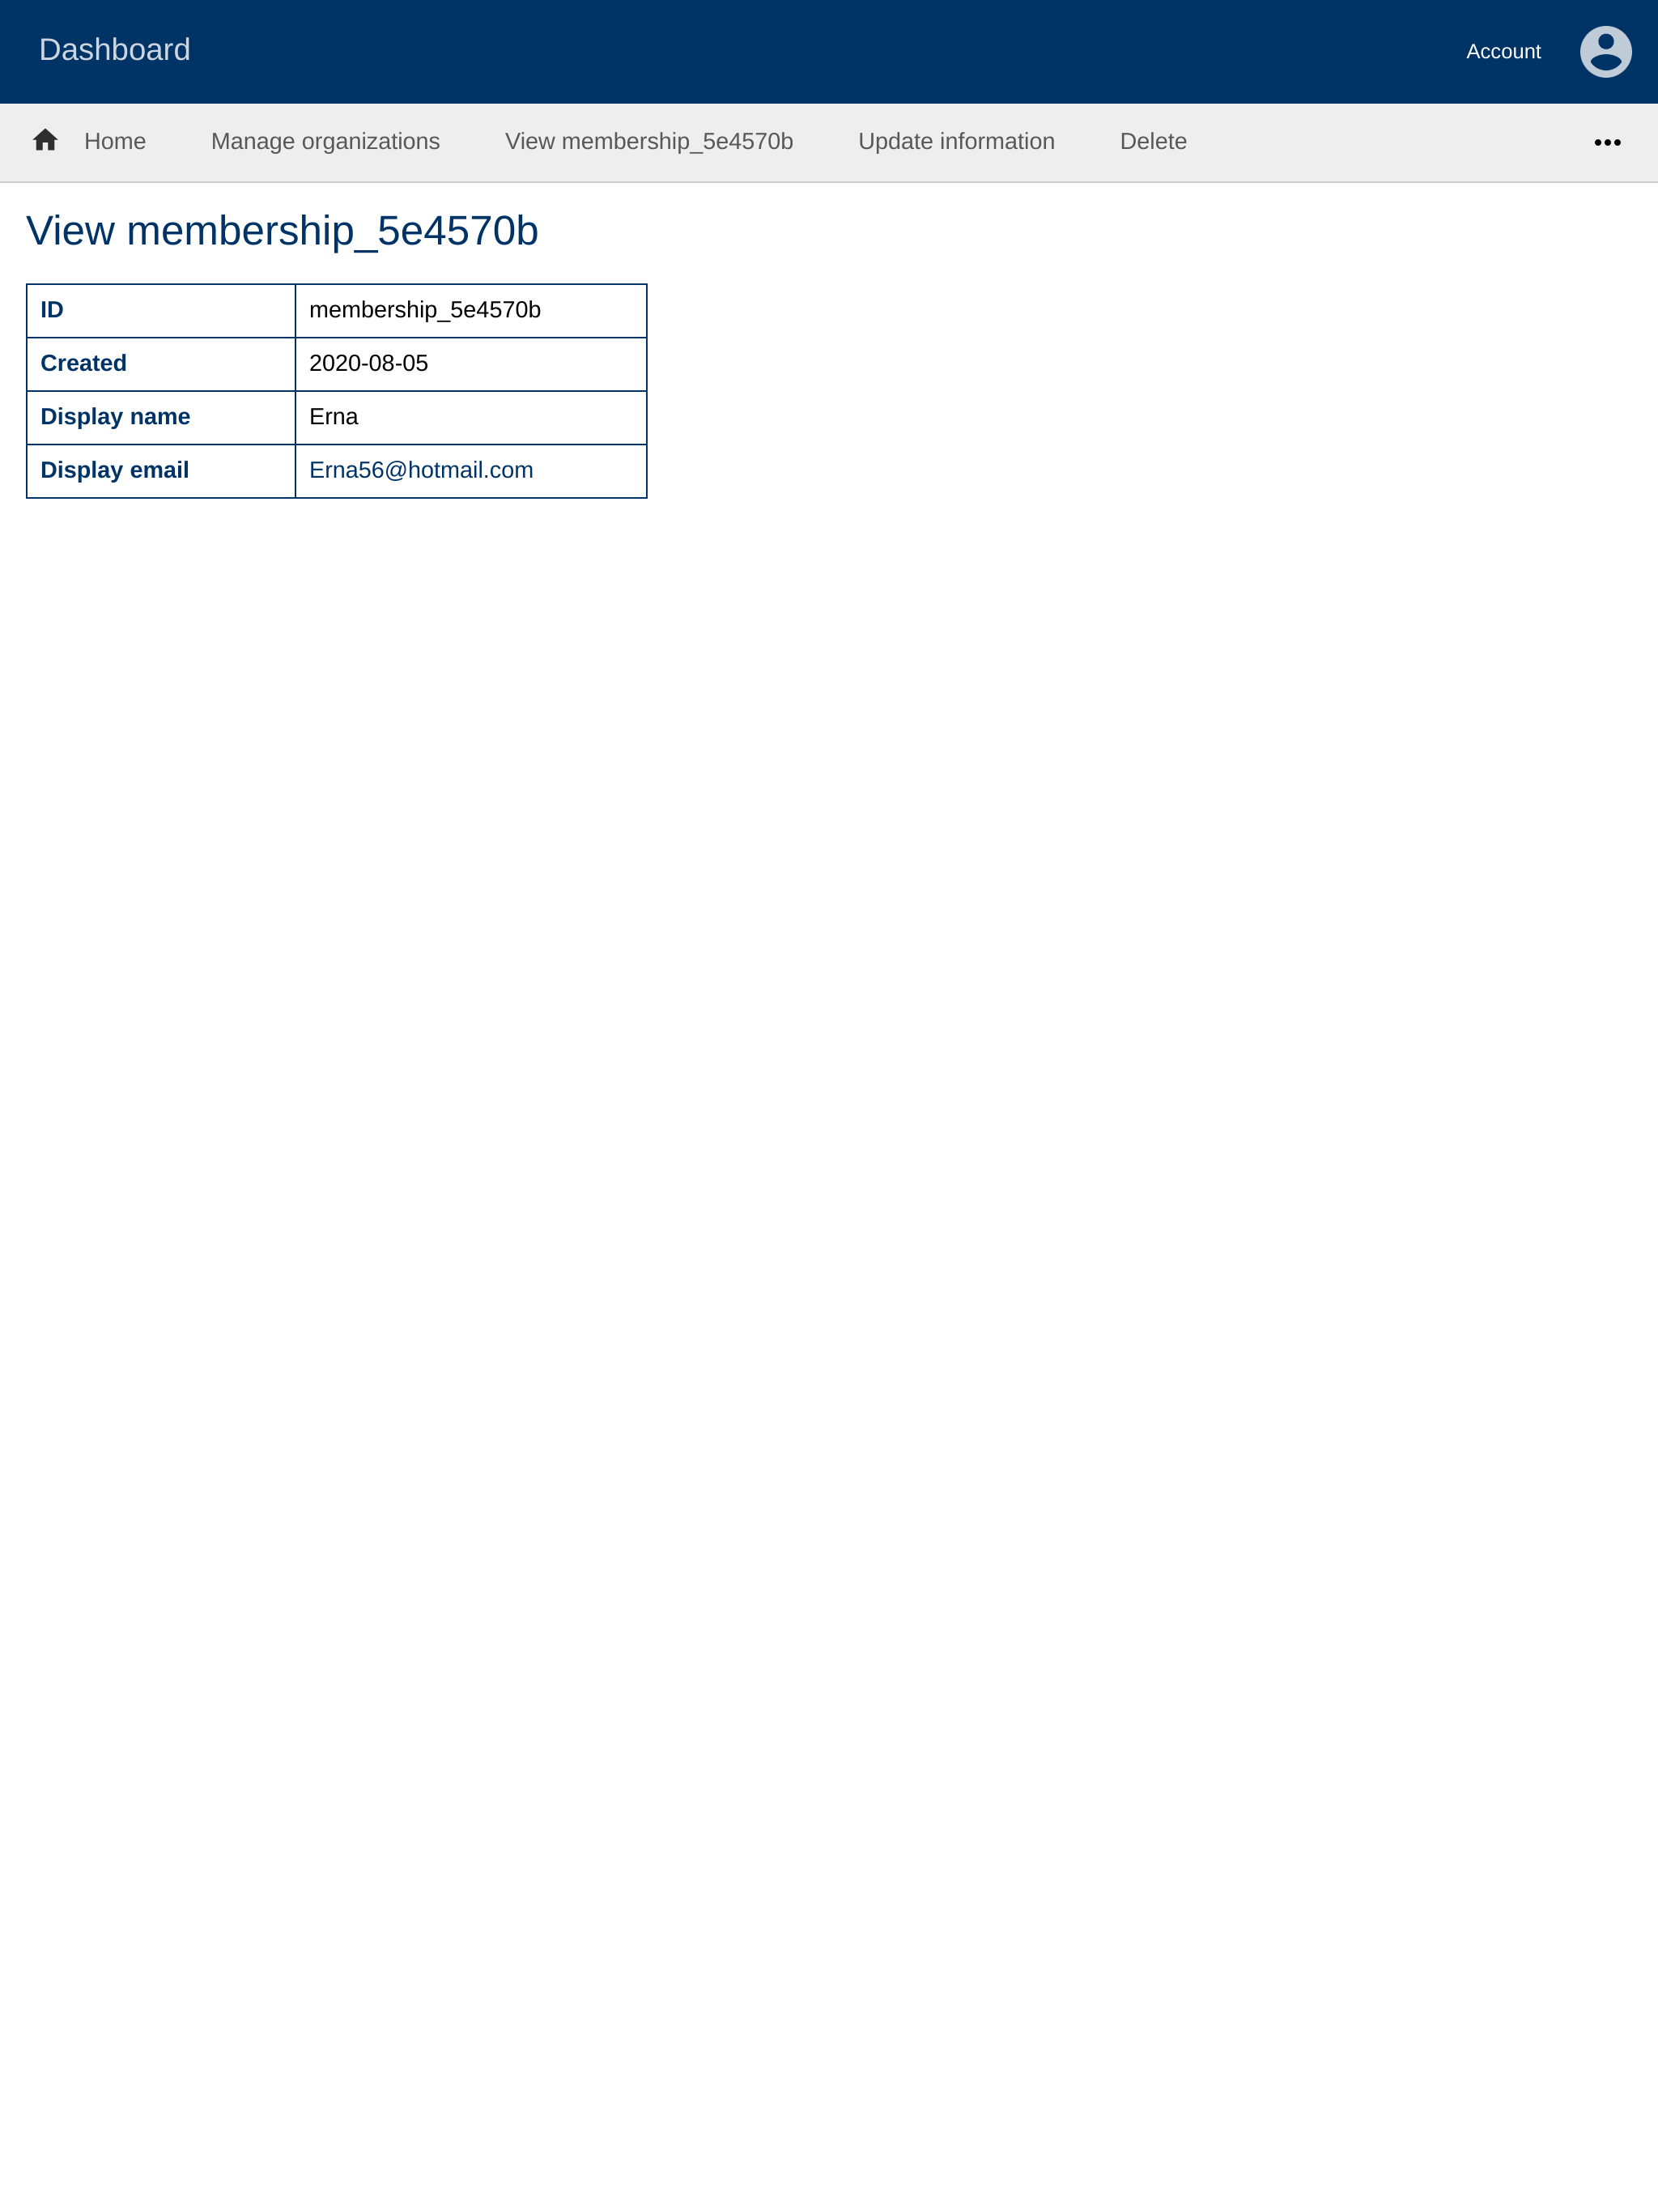 Dashboard
Account
Home Manage organizations View membership_5e4570b Update information Delete
View membership_5e4570b
ID membership_5e4570b
Created 2020-08-05
Display name Erna
Display email Erna56@hotmail.com